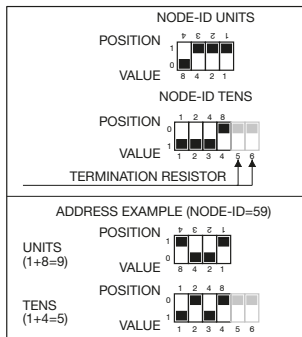 NODE-ID UNITS
POSITION 4 3 2 1
1
0
VALUE 8 4 2 1
NODE-ID TENS
POSITION 1 2 4 8
0
1
VALUE 1 2 3 4 5 6
TERMINATION RESISTOR
ADDRESS EXAMPLE (NODE-ID=59)
POSITION 4 3 2 1
UNITS 1
(1+8=9) 0
VALUE 8 4 2 1
POSITION 1 2 4 8
TENS 0
(1+4=5) 1
VALUE 1 2 3 4 5 6